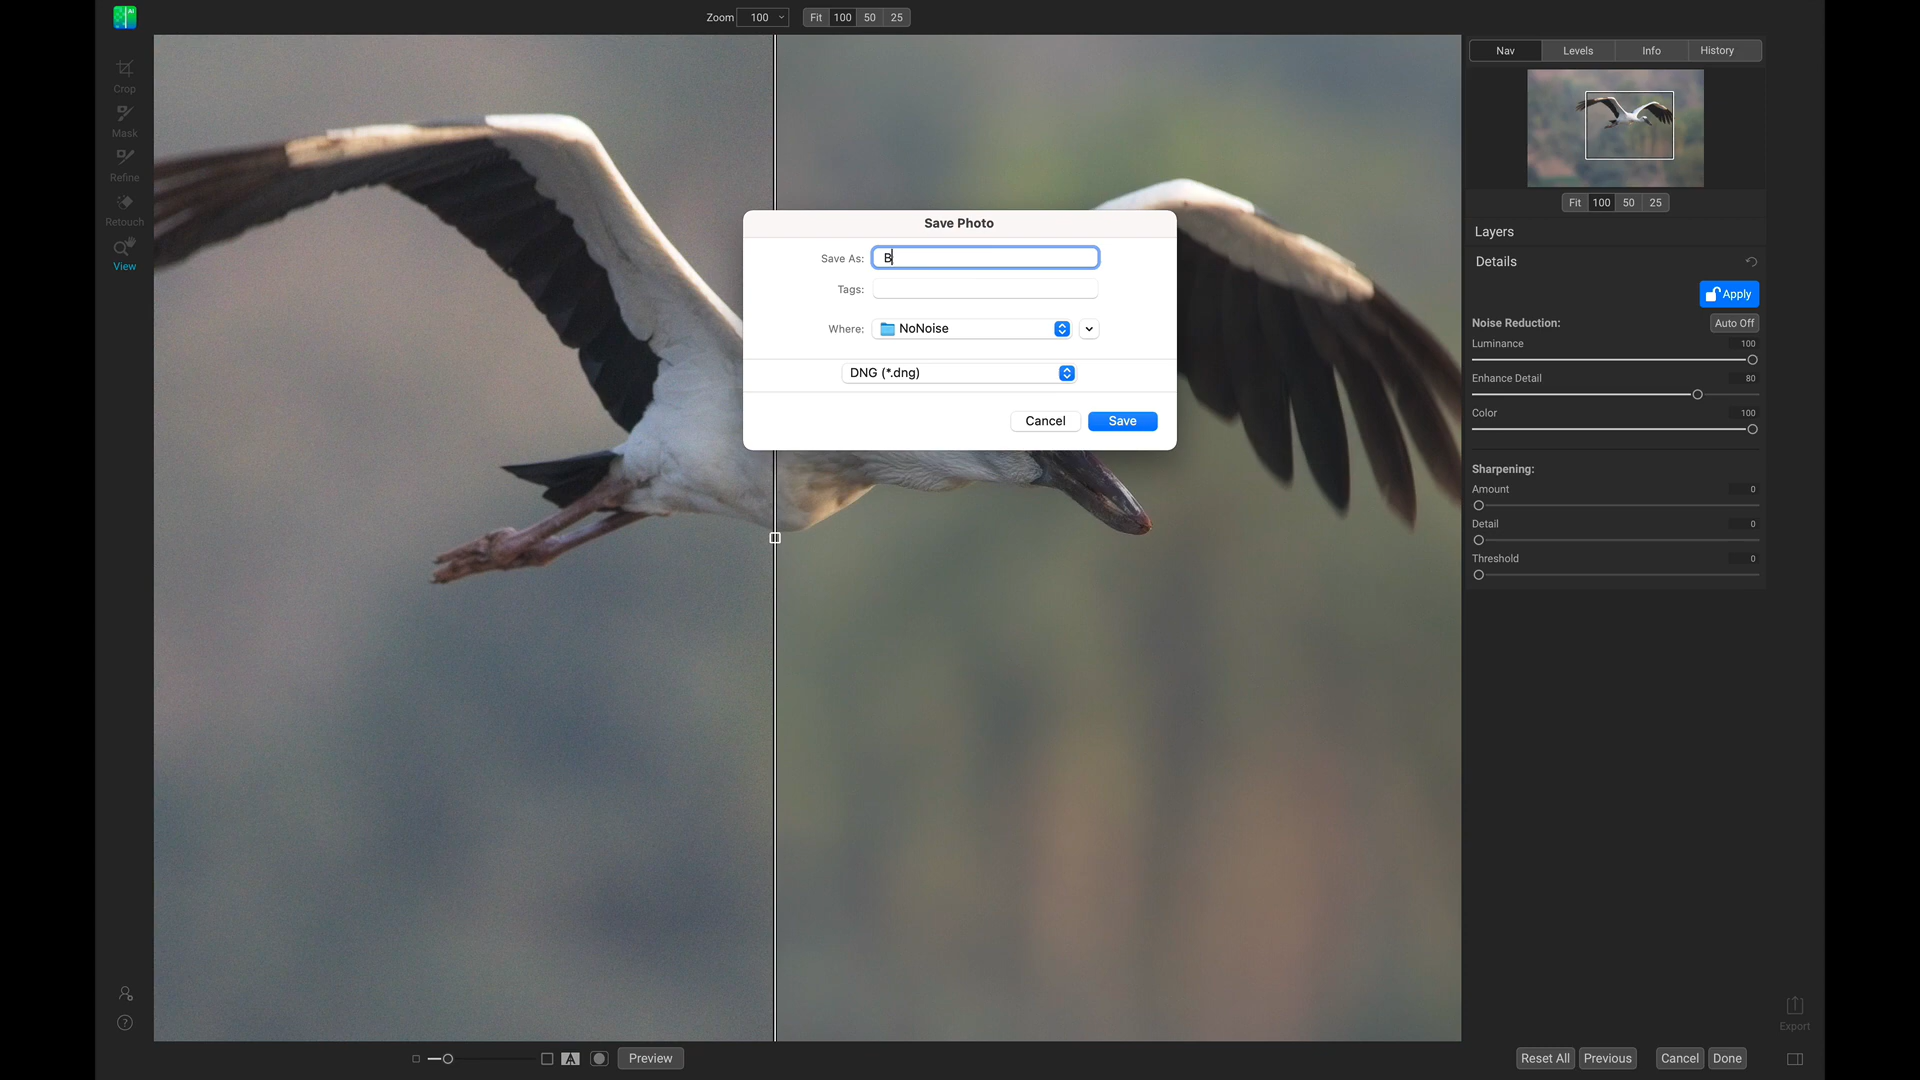 AI
Zoom 100 Fit 100 50 25
Crop
Mask
Refine
Retouch
View
Nav Levels Info History
Fit 100 50 25
Layers
Details
Apply
Noise Reduction: Auto Off
Luminance 100
Enhance Detail 80
Color 100
Sharpening:
Amount 0
Detail 0
Threshold 0
Save Photo
Save As: B
Tags:
Where: NoNoise
DNG (*.dng)
Cancel Save
?
Export
A Preview
Reset All Previous Cancel Done